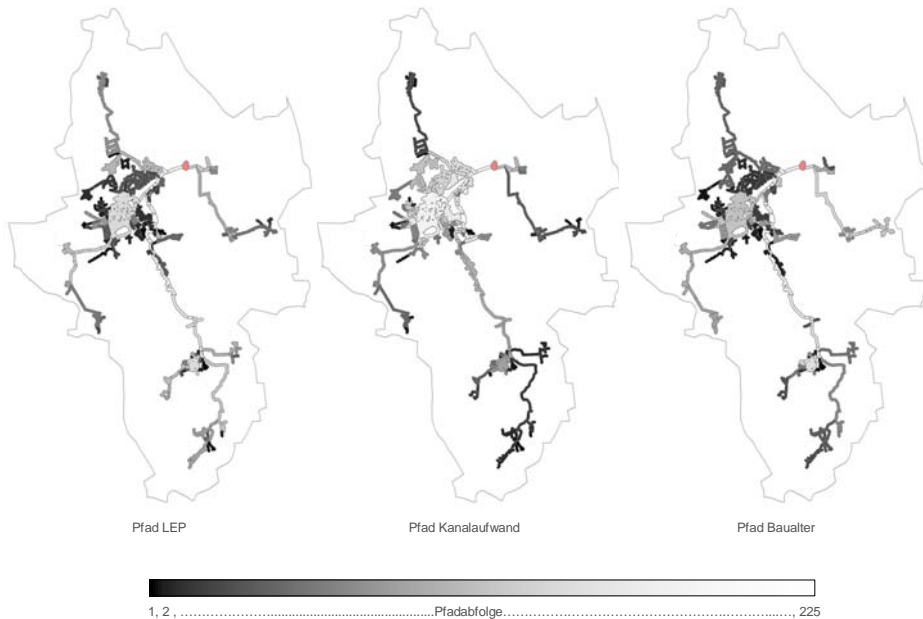 Pfad LEP Pfad Kanalaufwand Pfad Baualter
1, 2 , ……………………...............................................Pfadabfolge…………………………………………………………...…, 225